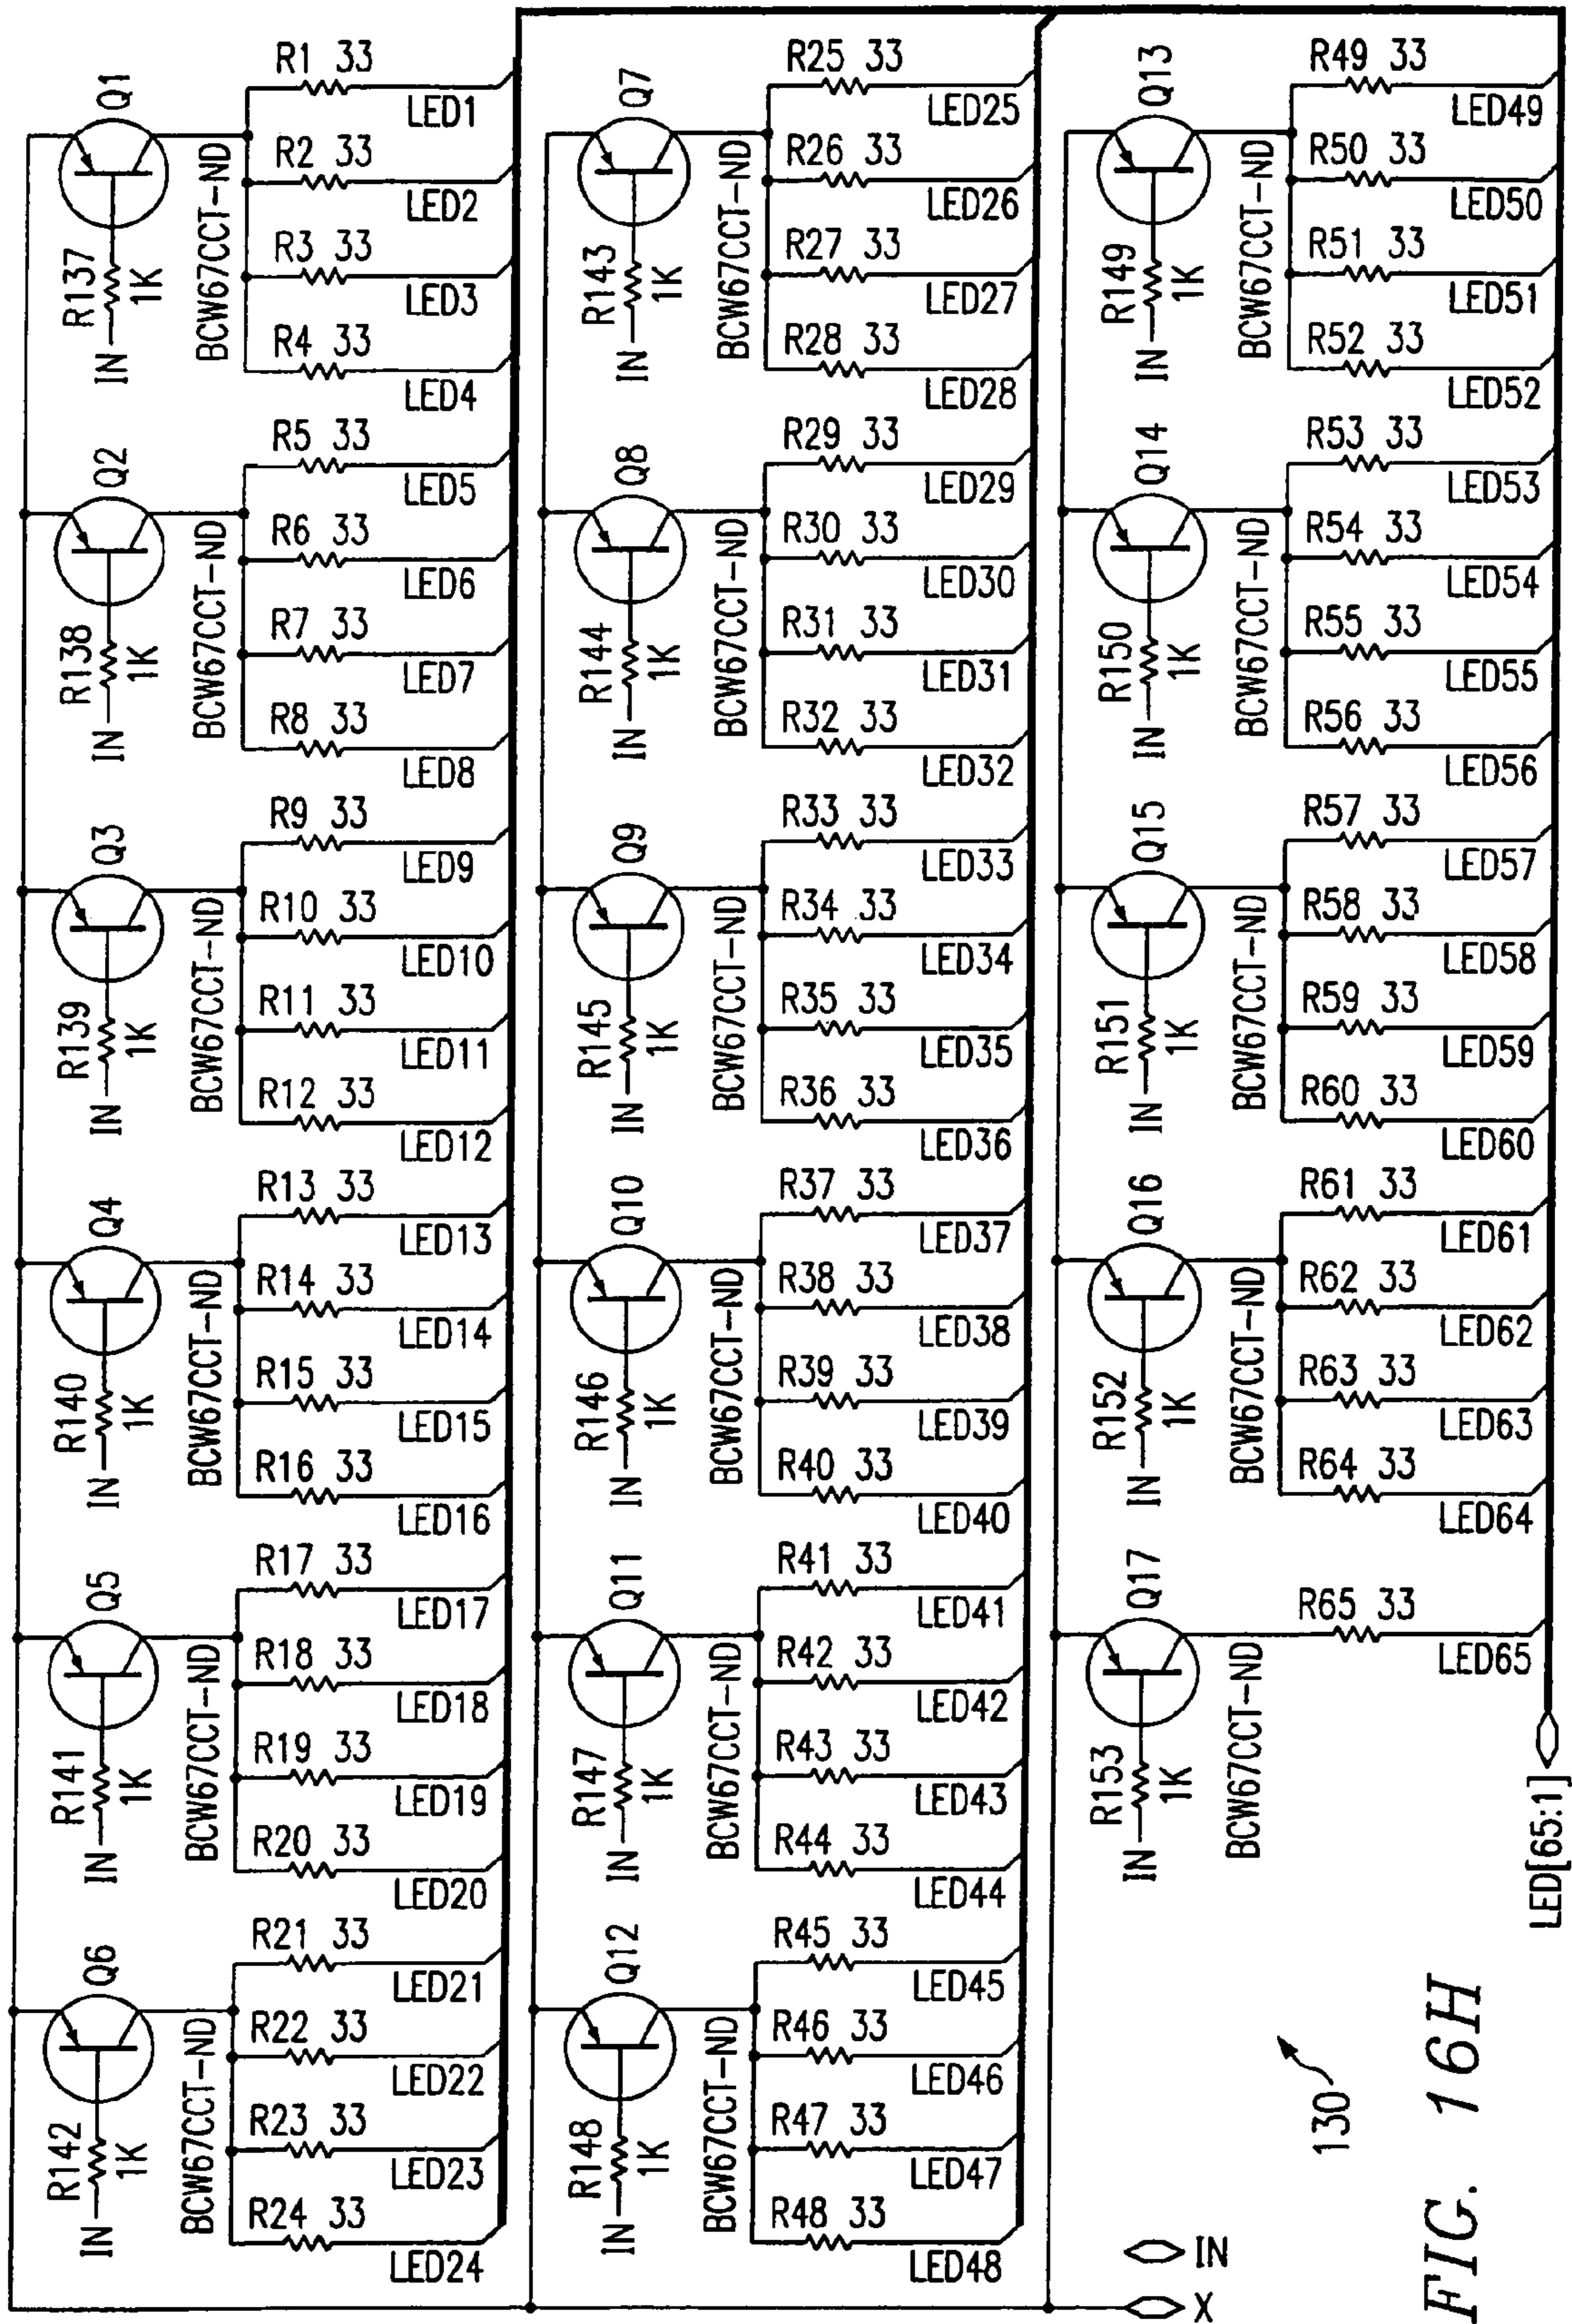 R142 R141 R140 R139 R138 R137
IN Q6 IN Q5 IN Q4 IN Q3 IN Q2 IN Q1
1K 1K 1K 1K 1K 1K
BCW67CCT-ND BCW67CCT-ND BCW67CCT-ND BCW67CCT-ND BCW67CCT-ND BCW67CCT-ND
R24 33 R23 33 R22 33 R21 33 R20 33 R19 33 R18 33 R17 33 R16 33 R15 33 R14 33 R13 33 R12 33 R11 33 R10 33 R9 33 R8 33 R7 33 R6 33 R5 33 R4 33 R3 33 R2 33 R1 33
LED24 LED23 LED22 LED21 LED20 LED19 LED18 LED17 LED16 LED15 LED14 LED13 LED12 LED11 LED10 LED9 LED8 LED7 LED6 LED5 LED4 LED3 LED2 LED1
R148 R147 R146 R145 R144 R143
IN Q12 IN Q11 IN Q10 IN Q9 IN Q8 IN Q7
1K 1K 1K 1K 1K 1K
BCW67CCT-ND BCW67CCT-ND BCW67CCT-ND BCW67CCT-ND BCW67CCT-ND BCW67CCT-ND
R48 33 R47 33 R46 33 R45 33 R44 33 R43 33 R42 33 R41 33 R40 33 R39 33 R38 33 R37 33 R36 33 R35 33 R34 33 R33 33 R32 33 R31 33 R30 33 R29 33 R28 33 R27 33 R26 33 R25 33
LED48 LED47 LED46 LED45 LED44 LED43 LED42 LED41 LED40 LED39 LED38 LED37 LED36 LED35 LED34 LED33 LED32 LED31 LED30 LED29 LED28 LED27 LED26 LED25
R153 R152 R151 R150 R149
IN Q17 IN Q16 IN Q15 IN Q14 IN Q13
1K 1K 1K 1K 1K
X IN
BCW67CCT-ND BCW67CCT-ND BCW67CCT-ND BCW67CCT-ND BCW67CCT-ND
R65 33 R64 33 R63 33 R62 33 R61 33 R60 33 R59 33 R58 33 R57 33 R56 33 R55 33 R54 33 R53 33 R52 33 R51 33 R50 33 R49 33
130
LED65 LED64 LED63 LED62 LED61 LED60 LED59 LED58 LED57 LED56 LED55 LED54 LED53 LED52 LED51 LED50 LED49
FIG. 16H
LED[65:1]